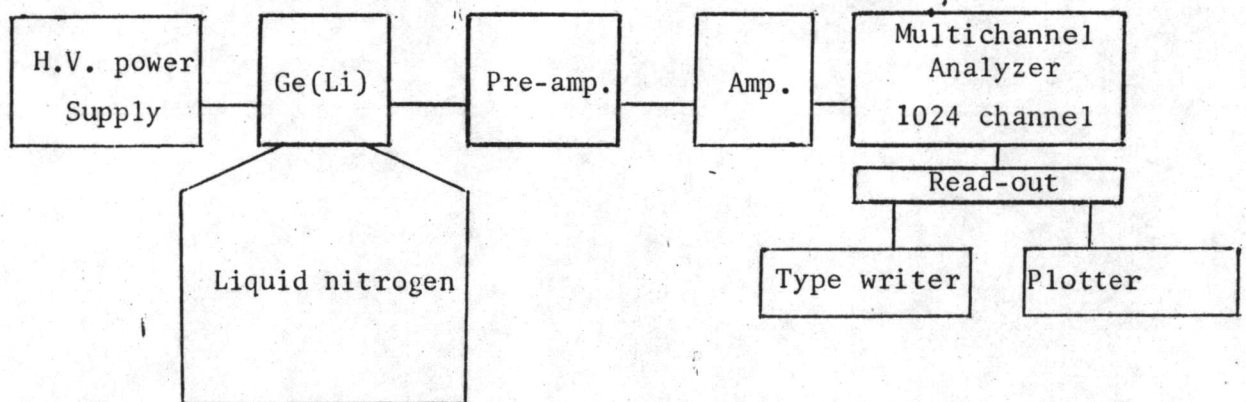 H.V. power
Supply
Ge(Li)
Pre-amp.
Amp.
Multichannel
Analyzer
1024 channel
Read-out
Type writer
Plotter
Liquid nitrogen